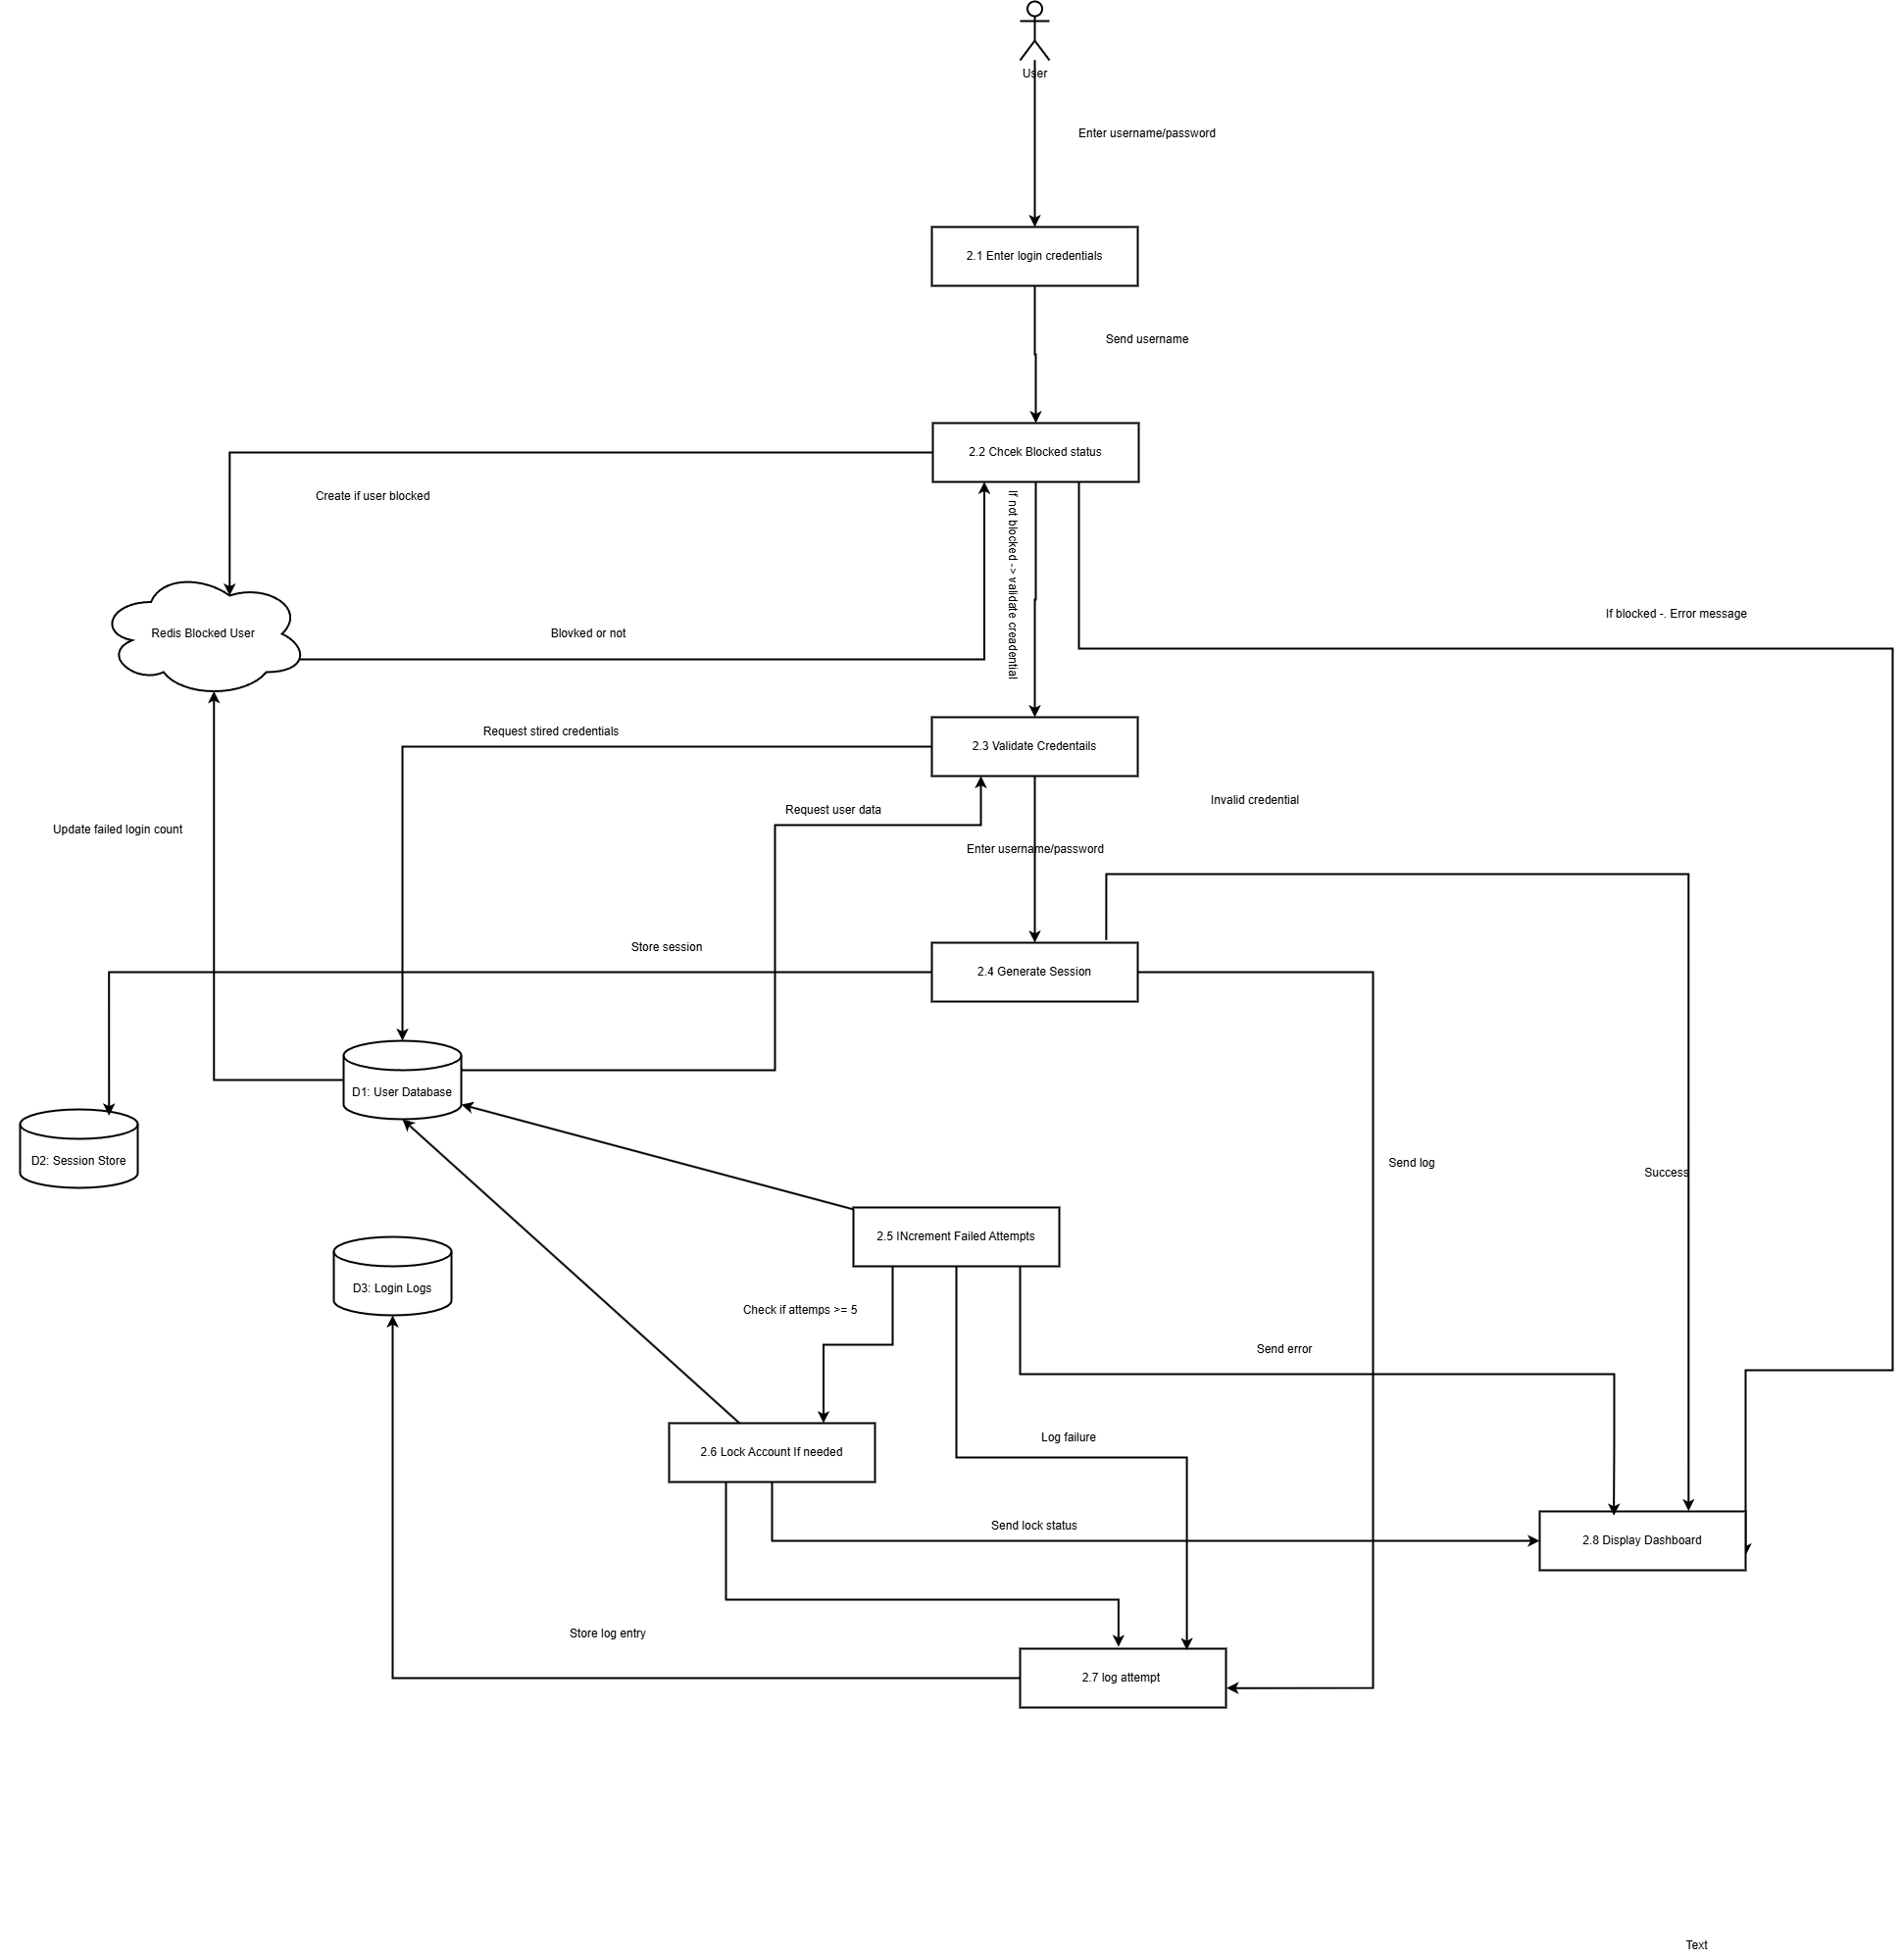 User
Enter username/password
2.1 Enter login credentials
Send username
2.2 Chcek Blocked status
Create if user blocked
If not blocked -> validate creadential
If blocked -. Error message
Redis Blocked User
Blovked or not
Request stired credentials
2.3 Validate Credentails
Invalid credential
Request user data
Update failed login count
Enter username/password
Store session
2.4 Generate Session
D1: User Database
D2: Session Store
Send log
Success
2.5 INcrement Failed Attempts
D3: Login Logs
Check if attemps >= 5
Send error
Log failure
2.6 Lock Account If needed
Send lock status
2.8 Display Dashboard
Store log entry
2.7 log attempt
Text